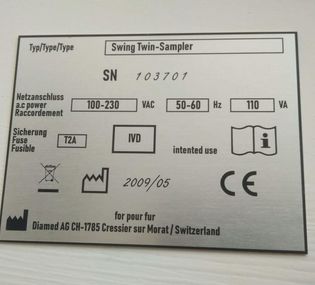 Typ/Type/Type Swing Twin-Sampler
SN 103701
Netzanschluss
a.c power 100-230 VAC 50-60 Hz 110 VA
Raccordement
Sicherung
Fuse T2A IVD intented use i
Fusible
2009/05 CE
for pour fur
Diamed AG CH-1785 Cressier sur Morat / Switzerland